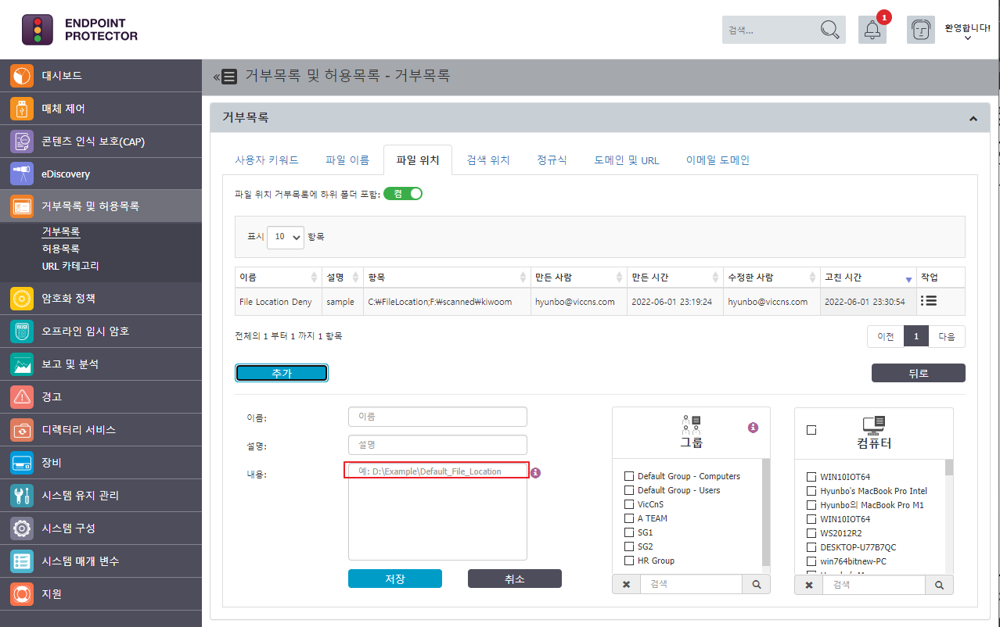 ENDPOINT
PROTECTOR
검색...
1
환영합니다!
대시보드
매체 제어
콘텐츠 인식 보호(CAP)
eDiscovery
거부목록 및 허용목록
거부목록
허용목록
URL 카테고리
암호화 정책
오프라인 임시 암호
보고 및 분석
경고
디렉터리 서비스
장비
시스템 유지 관리
시스템 구성
시스템 매개 변수
지원
« 거부목록 및 허용목록 - 거부목록
거부목록
사용자 키워드 파일 이름 파일 위치 검색 위치 정규식 도메인 및 URL 이메일 도메인
파일 위치 거부목록에 하위 폴더 포함: 켬
표시 10 항목
이름 설명 항목 만든 사람 만든 시간 수정한 사람 고친 시간 작업
File Location Deny sample C:₩FileLocation;F:₩scanned₩kiwoom hyunbo@viccns.com 2022-06-01 23:19:24 hyunbo@viccns.com 2022-06-01 23:30:54
전체의 1 부터 1 까지 1 항목
이전 1 다음
추가 뒤로
이름: 이름
설명: 설명
내용: 예: D:\Example\Default_File_Location
저장 취소
그룹
Default Group - Computers
Default Group - Users
VicCnS
A TEAM
SG1
SG2
HR Group
검색
컴퓨터
WIN10IOT64
Hyunbo's MacBook Pro Intel
Hyunbo의 MacBook Pro M1
WIN10IOT64
WS2012R2
DESKTOP-U77B7QC
win764bitnew-PC
검색